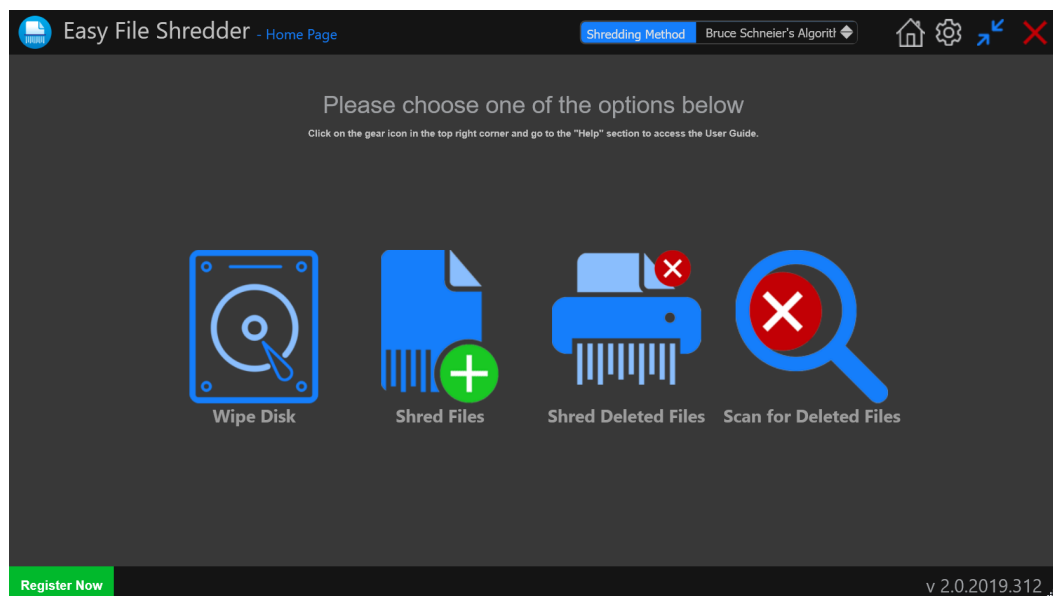 Easy File Shredder - Home Page
Shredding Method Bruce Schneier's Algorit
Please choose one of the options below
Click on the gear icon in the top right corner and go to the "Help" section to access the User Guide.
Wipe Disk
Shred Files
Shred Deleted Files
Scan for Deleted Files
Register Now
v 2.0.2019.312